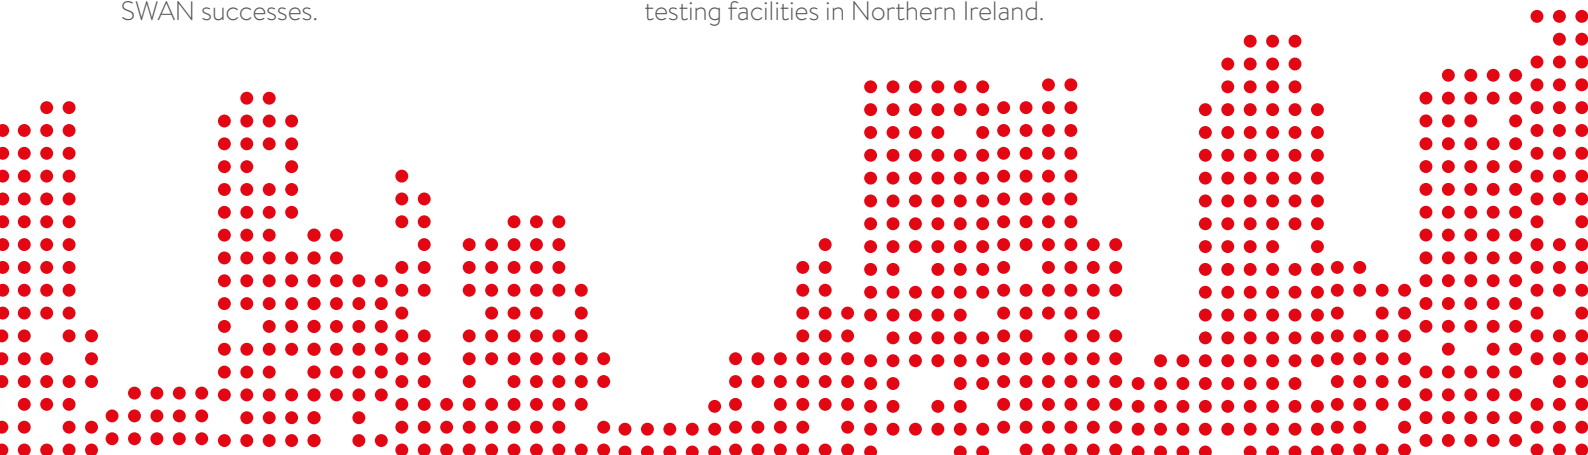 SWAN successes.
testing facilities in Northern Ireland.